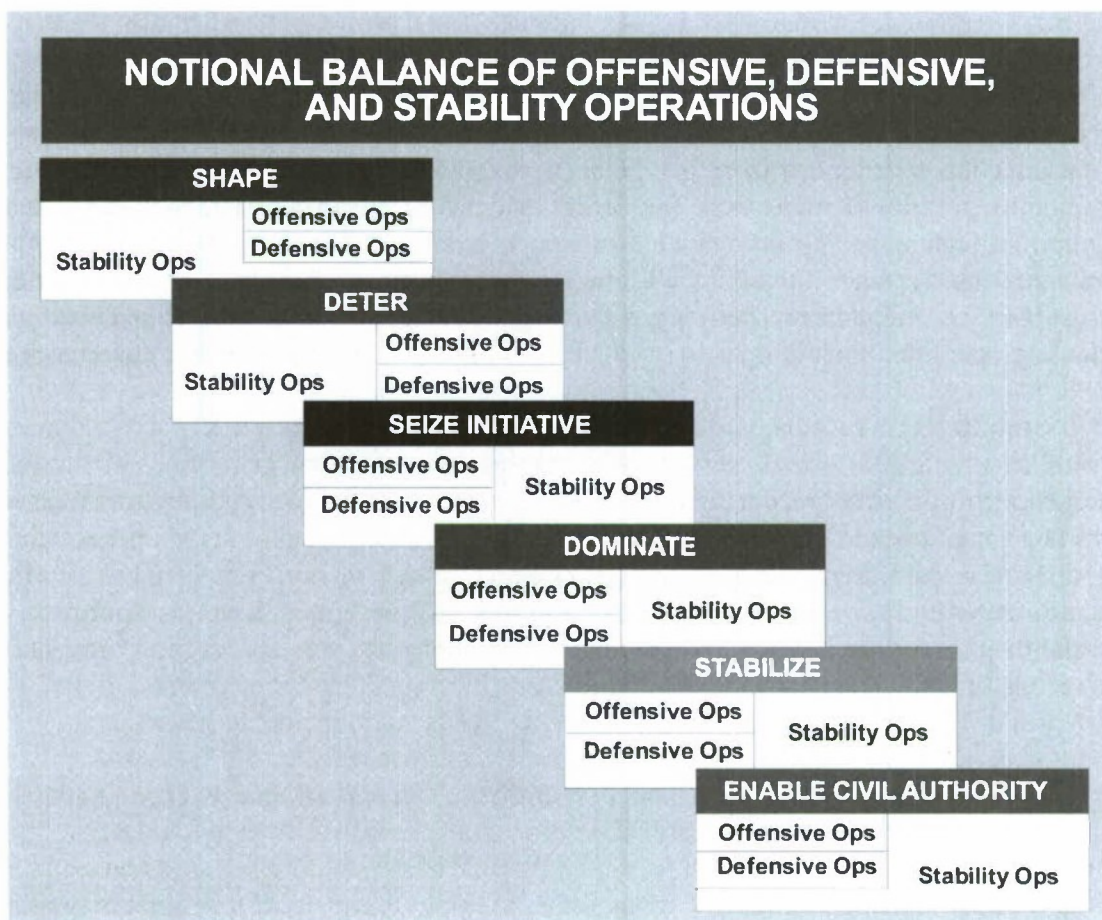 NOTIONAL BALANCE OF OFFENSIVE, DEFENSIVE,
AND STABILITY OPERATIONS
SHAPE
Offensive Ops
Defensive Ops
Stability Ops
DETER
Offensive Ops
Stability Ops
Defensive Ops
SEIZE INITIATIVE
Offensive Ops
Stability Ops
Defensive Ops
DOMINATE
Offensive Ops
Stability Ops
Defensive Ops
STABILIZE
Offensive Ops
Stability Ops
Defensive Ops
ENABLE CIVIL AUTHORITY
Offensive Ops
Defensive Ops
Stability Ops